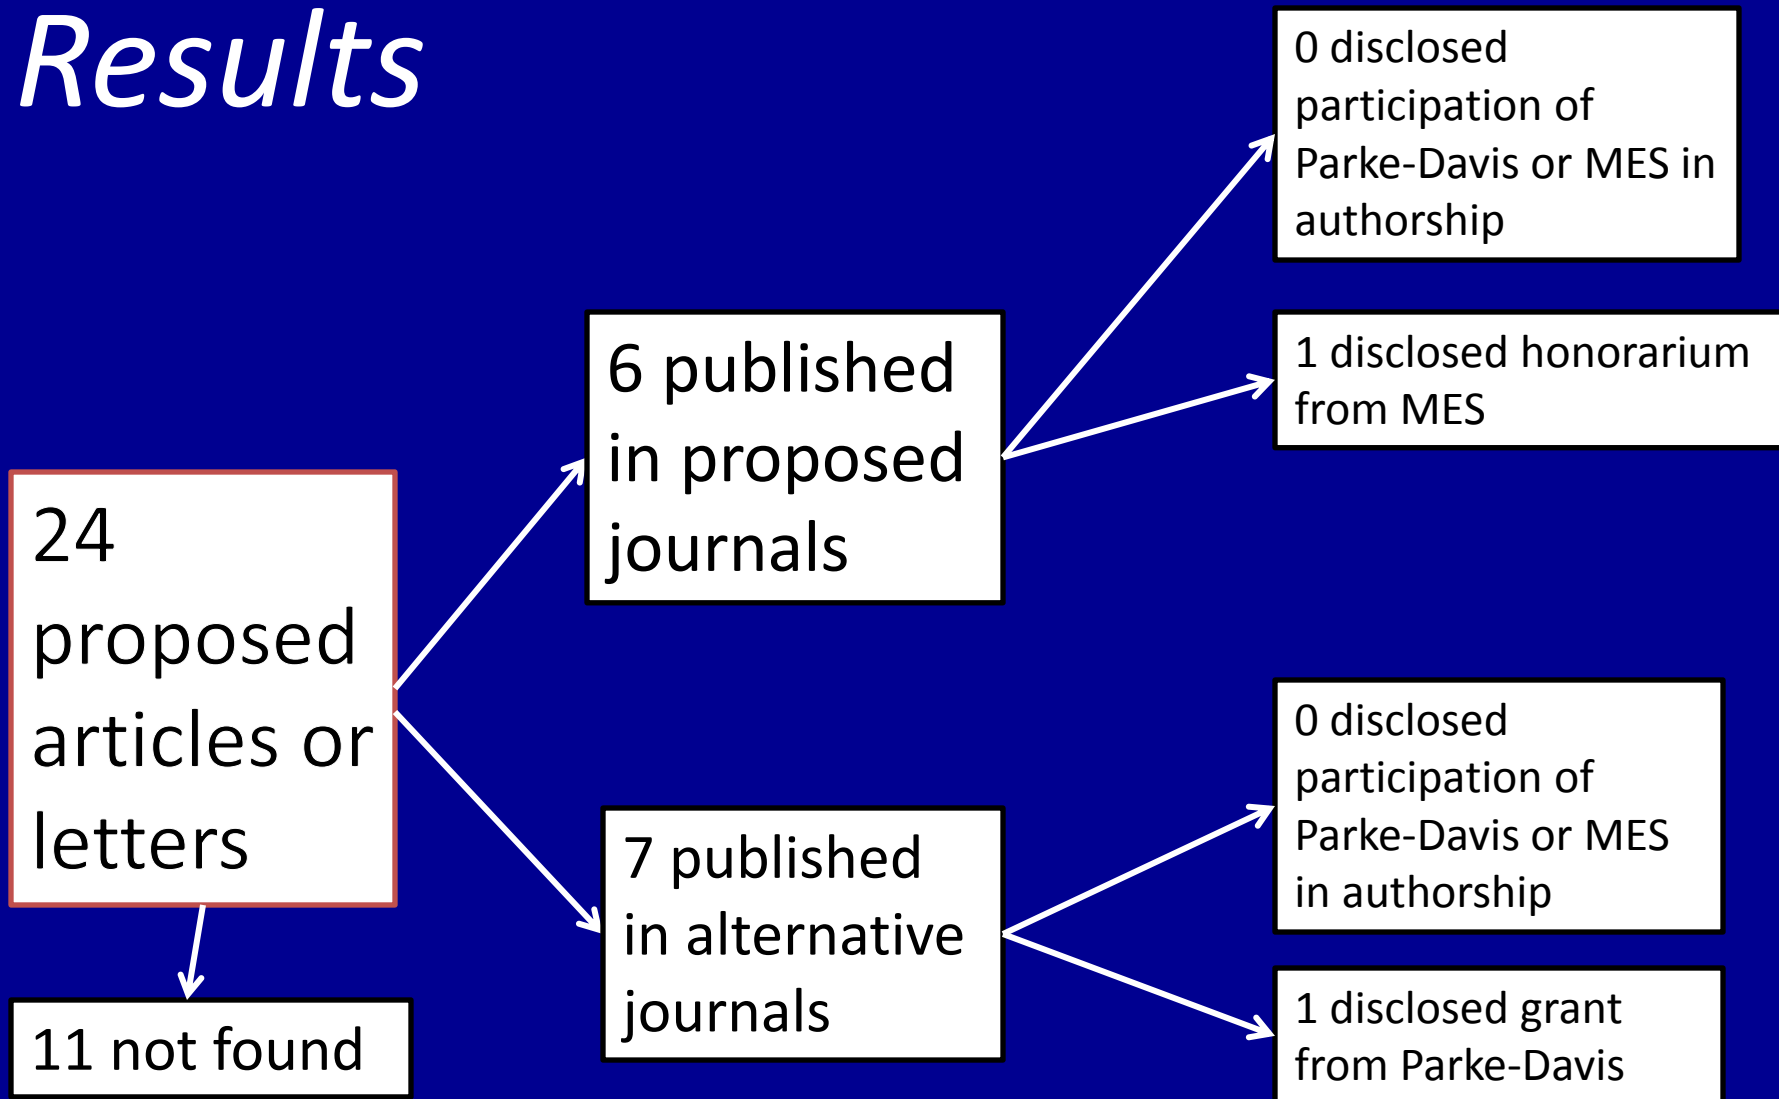 Results
24
proposed
articles or
letters
11 not found
6 published
in proposed
journals
7 published
in alternative
journals
0 disclosed
participation of
Parke-Davis or MES in
authorship
1 disclosed honorarium
from MES
0 disclosed
participation of
Parke-Davis or MES
in authorship
1 disclosed grant
from Parke-Davis